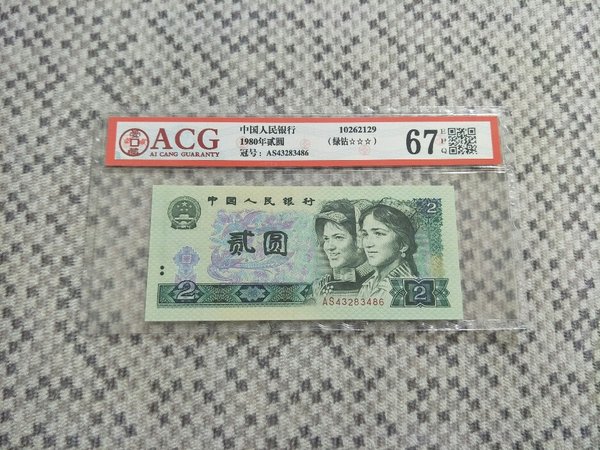 ACG
AI CANG GUARANTY
中国人民银行
1980年贰圆
冠号：AS43283486
10262129
（绿钻☆☆☆）
67
EPQ
中国人民银行
贰圆
2
2
2
AS43283486